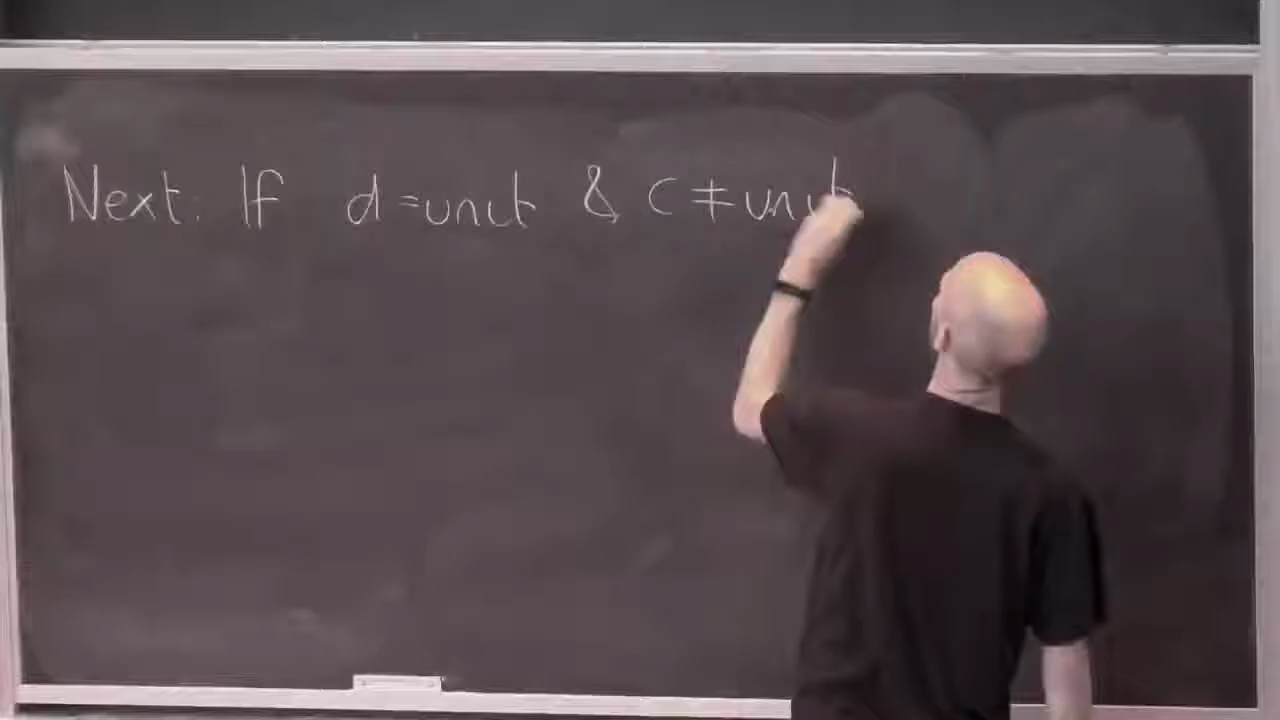 Next: If d = unit & c ≠ unit